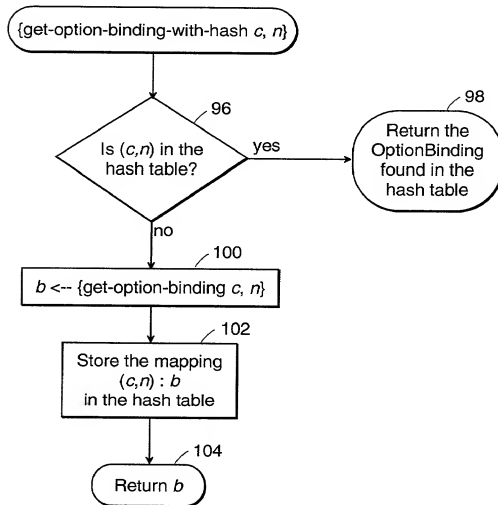 {get-option-binding-with-hash c, n}
96
Is (c,n) in the
hash table?
yes
98
Return the
OptionBinding
found in the
hash table
no
100
b <-- {get-option-binding c, n}
102
Store the mapping
(c,n) : b
in the hash table
104
Return b